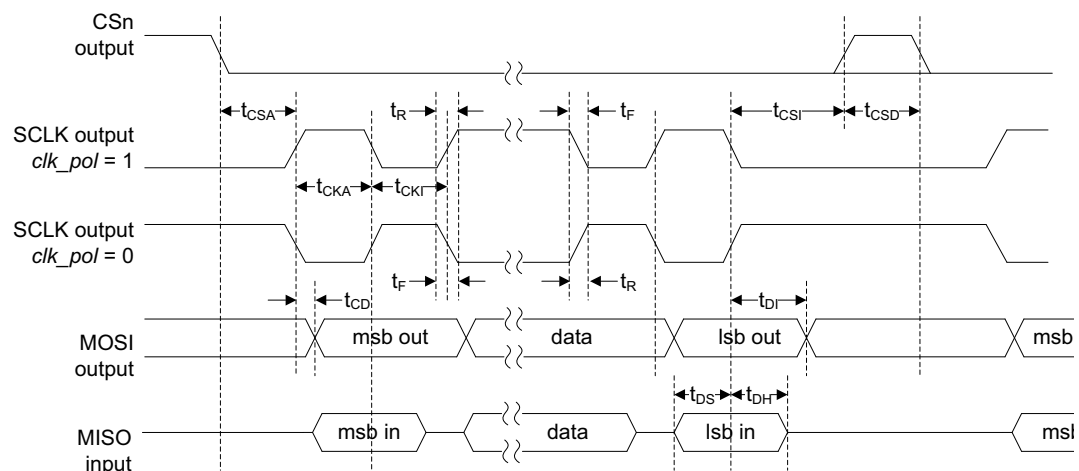 CSn
output
tCSA
tR
tF
tCSI
tCSD
SCLK output
clk_pol = 1
tCKA
tCKI
SCLK output
clk_pol = 0
tF
tR
tCD
tDI
MOSI
output
msb out
data
lsb out
msb
tDS
tDH
MISO
input
msb in
data
lsb in
msb